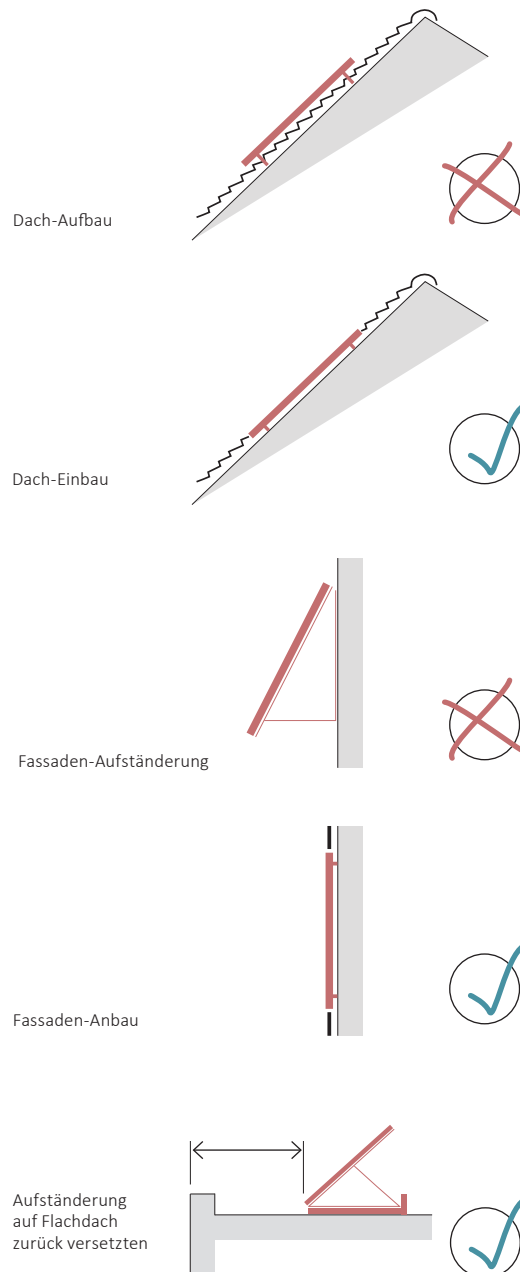 Dach-Aufbau
Dach-Einbau
Fassaden-Aufständerung
Fassaden-Anbau
Aufständerung
auf Flachdach
zurück versetzten